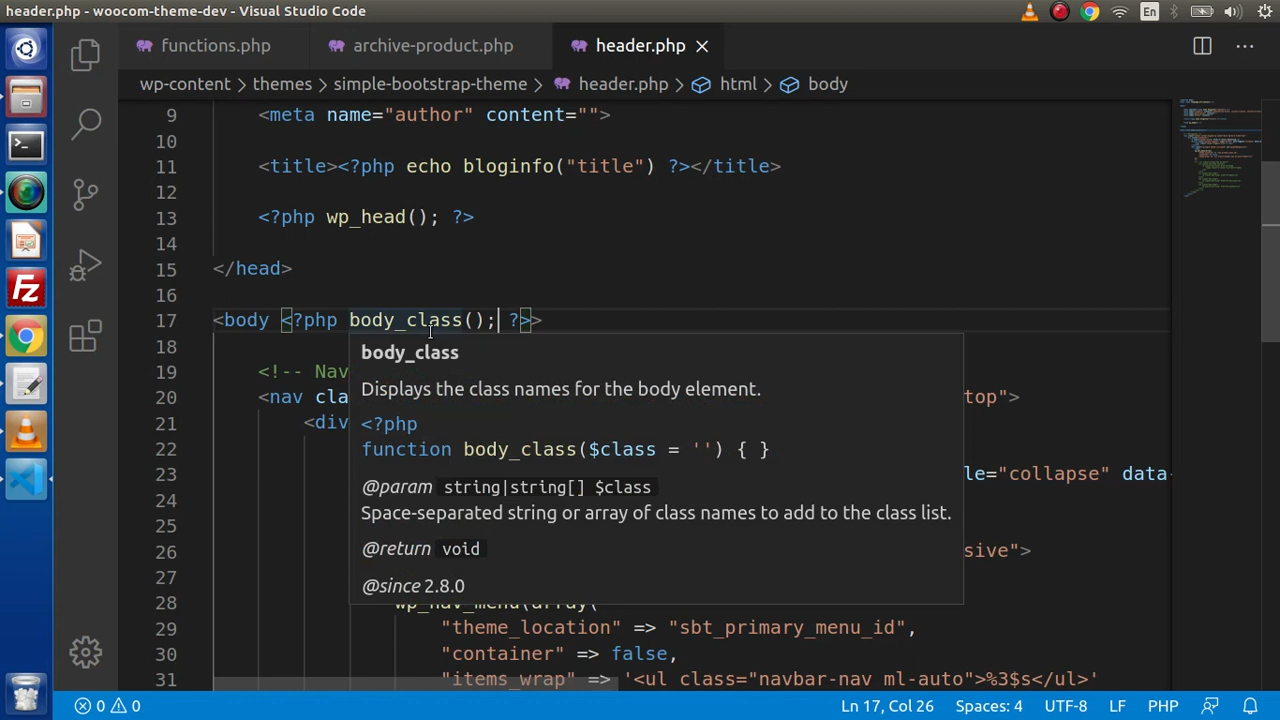 header.php - woocom-theme-dev - Visual Studio Code
En
functions.php
archive-product.php
header.php
wp-content > themes > simple-bootstrap-theme > header.php > html > body
9 <meta name="author" content="">
10
11 <title><?php echo bloginfo("title") ?></title>
12
13 <?php wp_head(); ?>
14
15 </head>
16
17 <body <?php body_class(); ?>>
18
body_class
19 <!-- Nav
Displays the class names for the body element.
20 <nav cla top">
21 <div
<?php
22
function body_class($class = '') { }
23 le="collapse" data-
24
@param string|string[] $class
25
Space-separated string or array of class names to add to the class list.
26 sive">
@return void
27
@since 2.8.0
28 wp_nav_menu(array(
29 "theme_location" => "sbt_primary_menu_id",
30 "container" => false,
31 "items_wrap" => '<ul class="navbar-nav ml-auto">%3$s</ul>'
0 0 Ln 17, Col 26 Spaces: 4 UTF-8 LF PHP